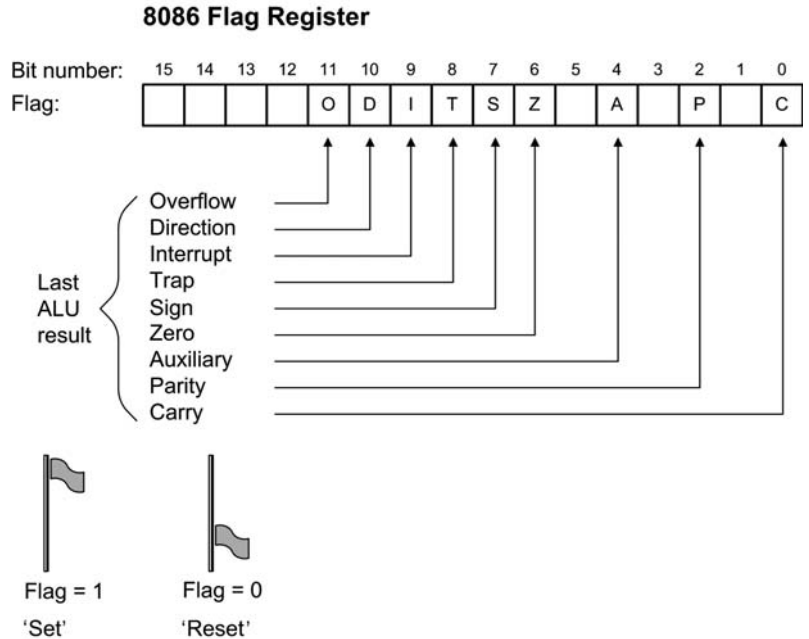 8086 Flag Register
Bit number: 15 14 13 12 11 10 9 8 7 6 5 4 3 2 1 0
Flag: O D I T S Z A P C
Overflow
Direction
Interrupt
Trap
Sign
Zero
Auxiliary
Parity
Carry
Last
ALU
result
Flag = 1
'Set'
Flag = 0
'Reset'